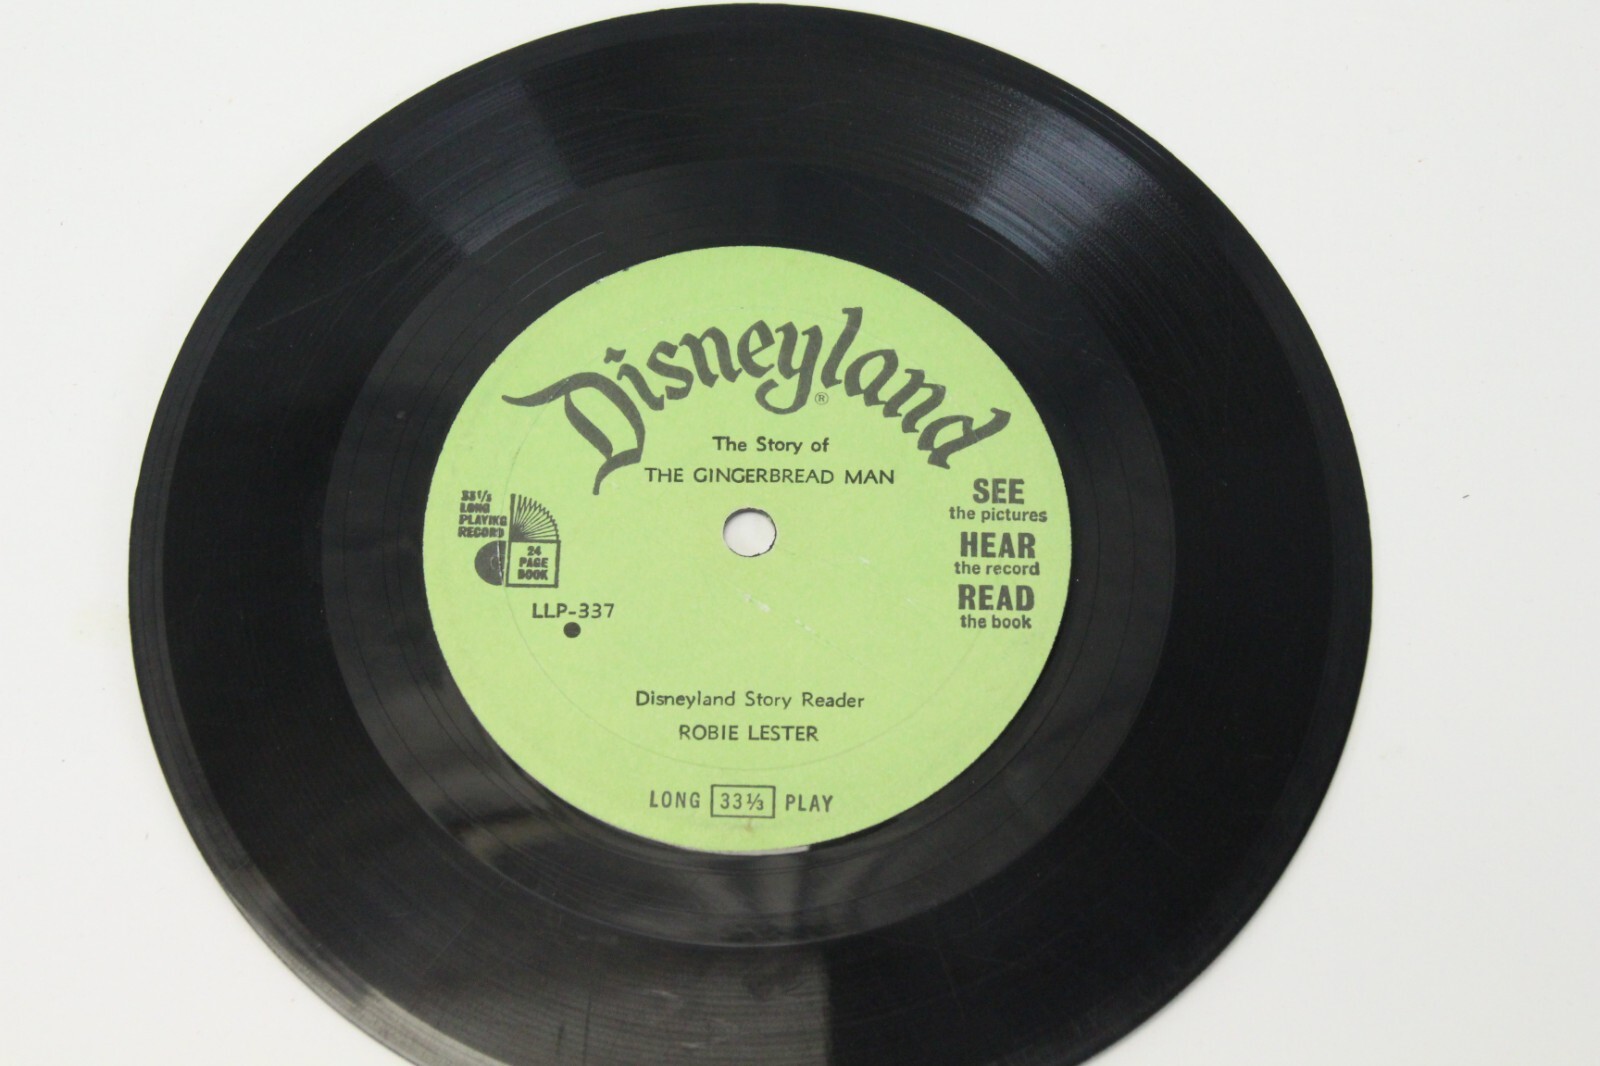 Disneyland
®
The Story of
THE GINGERBREAD MAN
33⅓
LONG
PLAYING
RECORD
24
PAGE
BOOK
LLP-337
SEE
the pictures
HEAR
the record
READ
the book
Disneyland Story Reader
ROBIE LESTER
LONG 33⅓ PLAY